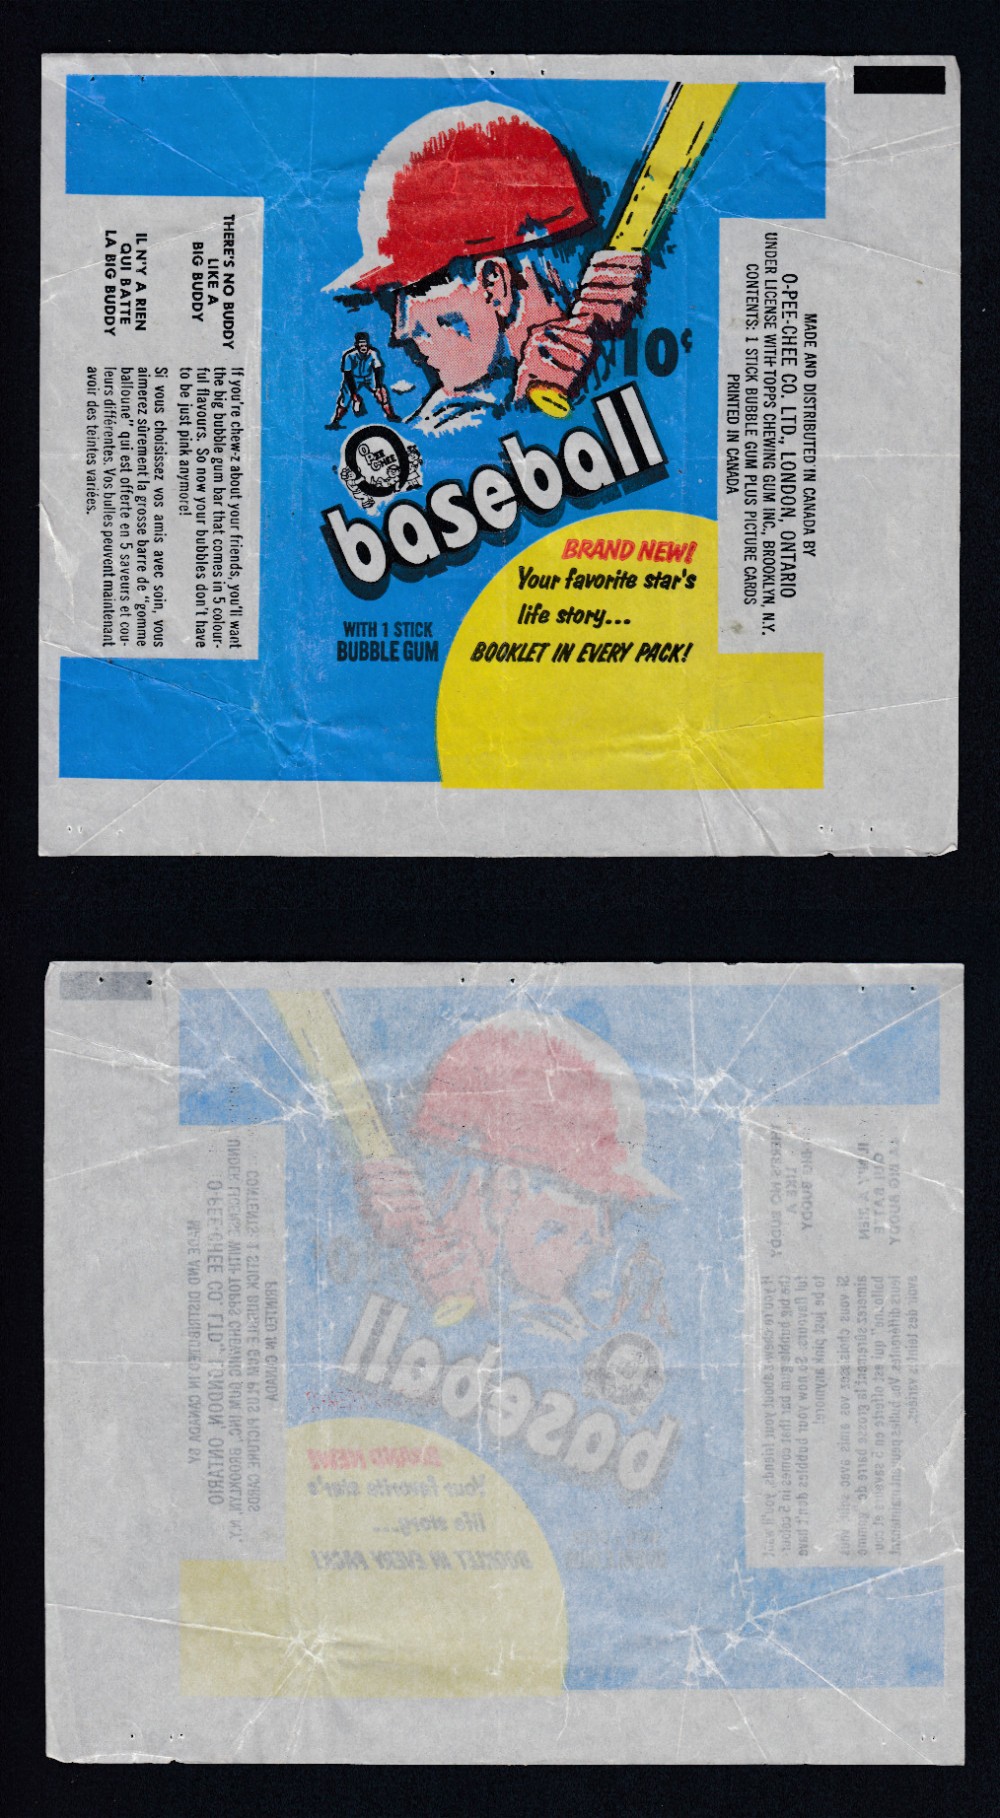 10¢
O-PEE-CHEE
baseball
WITH 1 STICK
BUBBLE GUM
BRAND NEW!
Your favorite star's
life story...
BOOKLET IN EVERY PACK!
THERE'S NO BUDDY
LIKE A
BIG BUDDY
If you're chew-z about your friends, you'll want
the big bubble gum bar that comes in 5 colour-
ful flavours. So now your bubbles don't have
to be just pink anymore!
IL N'Y A RIEN
QUI BATTE
LA BIG BUDDY
Si vous choisissez vos amis avec soin, vous
aimerez sûrement la grosse barre de "gomme
balloune" qui est offerte en 5 saveurs et cou-
leurs différentes. Vos bulles peuvent maintenant
avoir des teintes variées.
MADE AND DISTRIBUTED IN CANADA BY
O-PEE-CHEE CO. LTD., LONDON, ONTARIO
UNDER LICENSE WITH TOPPS CHEWING GUM INC., BROOKLYN, N.Y.
CONTENTS: 1 STICK BUBBLE GUM PLUS PICTURE CARDS
PRINTED IN CANADA